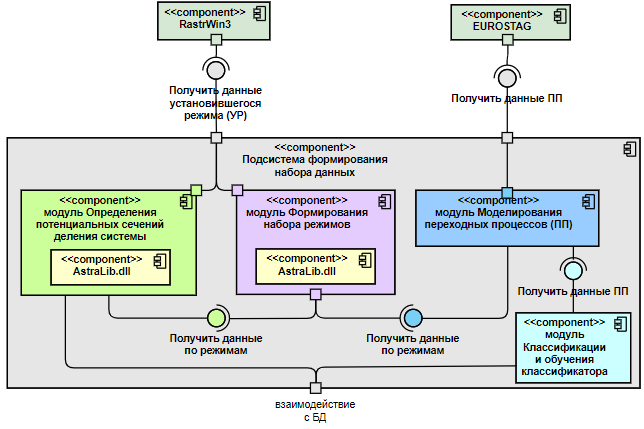 <<component>>
RastrWin3
<<component>>
EUROSTAG
Получить данные
установившегося
режима (УР)
Получить данные ПП
<<component>>
Подсистема формирования
набора данных
<<component>>
модуль Определения
потенциальных сечений
деления системы
<<component>>
AstraLib.dll
<<component>>
модуль Формирования
набора режимов
<<component>>
AstraLib.dll
<<component>>
модуль Моделирования
переходных процессов (ПП)
Получить данные ПП
Получить данные
по режимам
Получить данные
по режимам
<<component>>
модуль
Классификации
и обучения
классификатора
взаимодействие
с БД